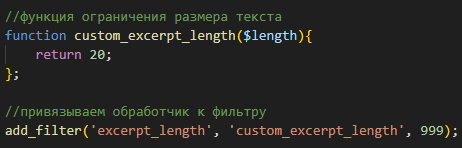 //функция ограничения размера текста
function custom_excerpt_length($length){
    return 20;
};

//привязываем обработчик к фильтру
add_filter('excerpt_length', 'custom_excerpt_length', 999);